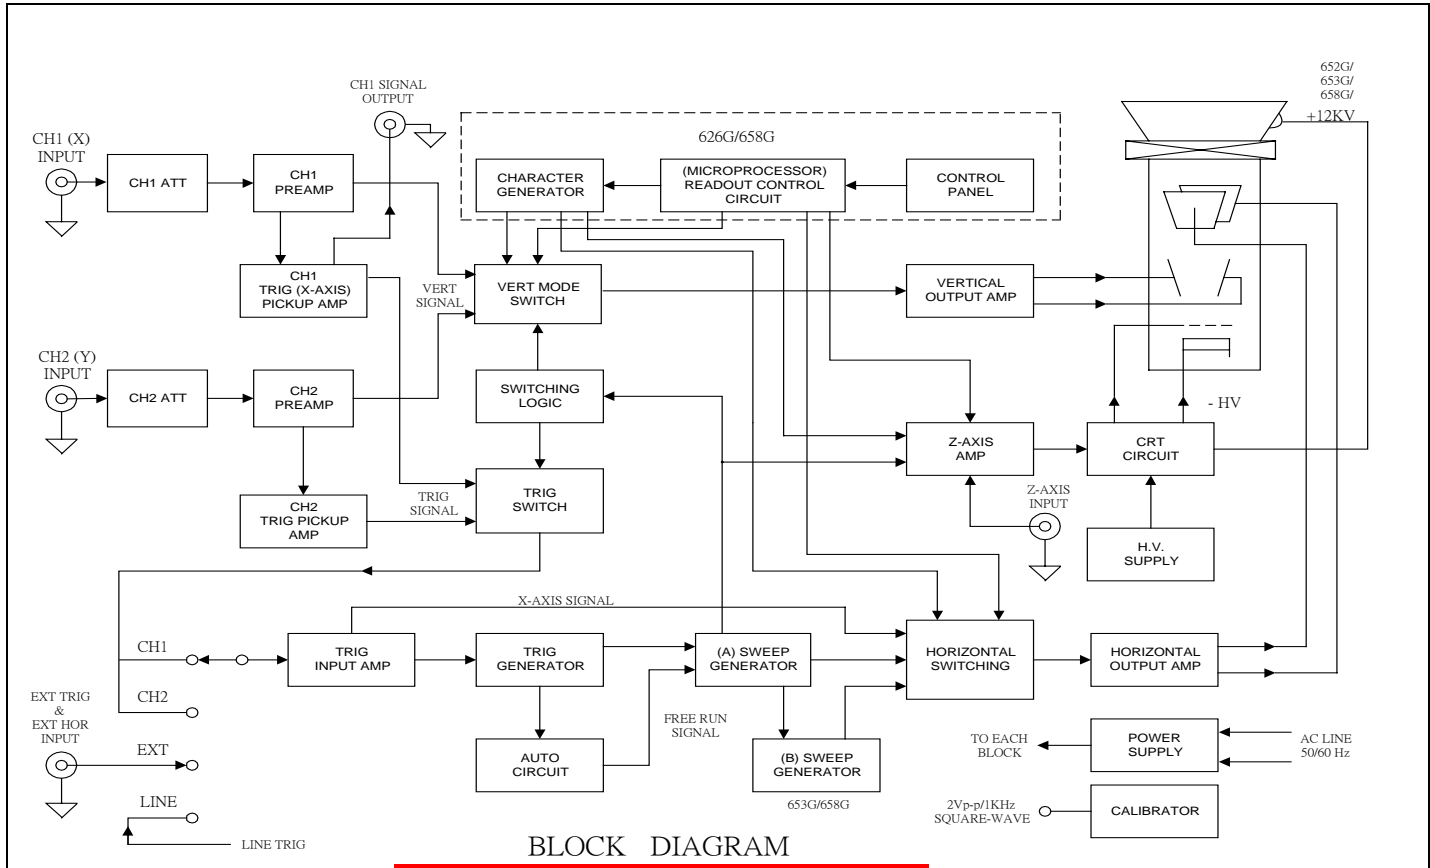 652G/
653G/
658G/
+12KV
CH1 SIGNAL
OUTPUT
626G/658G
CH1 (X)
INPUT
CH1 ATT
CH1
PREAMP
CHARACTER
GENERATOR
(MICROPROCESSOR)
READOUT CONTROL
CIRCUIT
CONTROL
PANEL
CH1
TRIG (X-AXIS)
PICKUP AMP
VERT
SIGNAL
VERT MODE
SWITCH
VERTICAL
OUTPUT AMP
CH2 (Y)
INPUT
CH2 ATT
CH2
PREAMP
SWITCHING
LOGIC
- HV
Z-AXIS
AMP
CRT
CIRCUIT
CH2
TRIG PICKUP
AMP
TRIG
SIGNAL
TRIG
SWITCH
Z-AXIS
INPUT
H.V.
SUPPLY
X-AXIS SIGNAL
CH1
TRIG
INPUT AMP
TRIG
GENERATOR
(A) SWEEP
GENERATOR
HORIZONTAL
SWITCHING
HORIZONTAL
OUTPUT AMP
EXT TRIG
&
EXT HOR
INPUT
CH2
EXT
LINE
LINE TRIG
AUTO
CIRCUIT
FREE RUN
SIGNAL
(B) SWEEP
GENERATOR
653G/658G
TO EACH
BLOCK
POWER
SUPPLY
AC LINE
50/60 Hz
2Vp-p/1KHz
SQUARE-WAVE
CALIBRATOR
BLOCK DIAGRAM